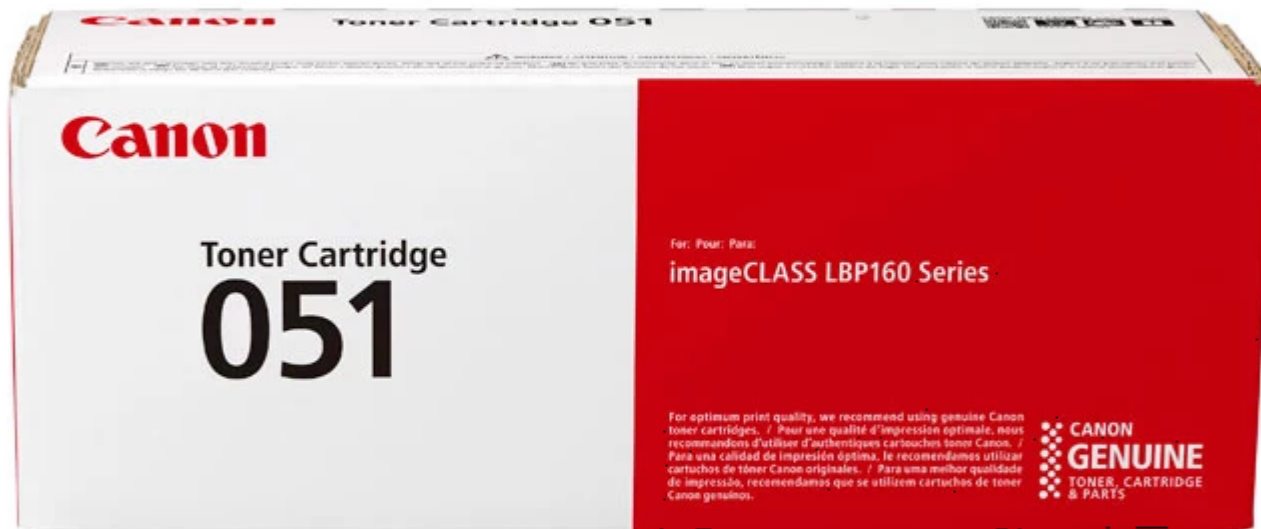 Canon Toner Cartridge 051
Canon
Toner Cartridge
051
For: Pour: Para:
imageCLASS LBP160 Series
For optimum print quality, we recommend using genuine Canon
toner cartridges. / Pour une qualité d'impression optimale, nous
recommandons d'utiliser d'authentiques cartouches toner Canon. /
Para una calidad de impresión óptima, le recomendamos utilizar
cartuchos de tóner Canon originales. / Para uma melhor qualidade
de impressão, recomendamos que se utilizem cartuchos de toner
Canon genuínos.
CANON
GENUINE
TONER, CARTRIDGE
& PARTS